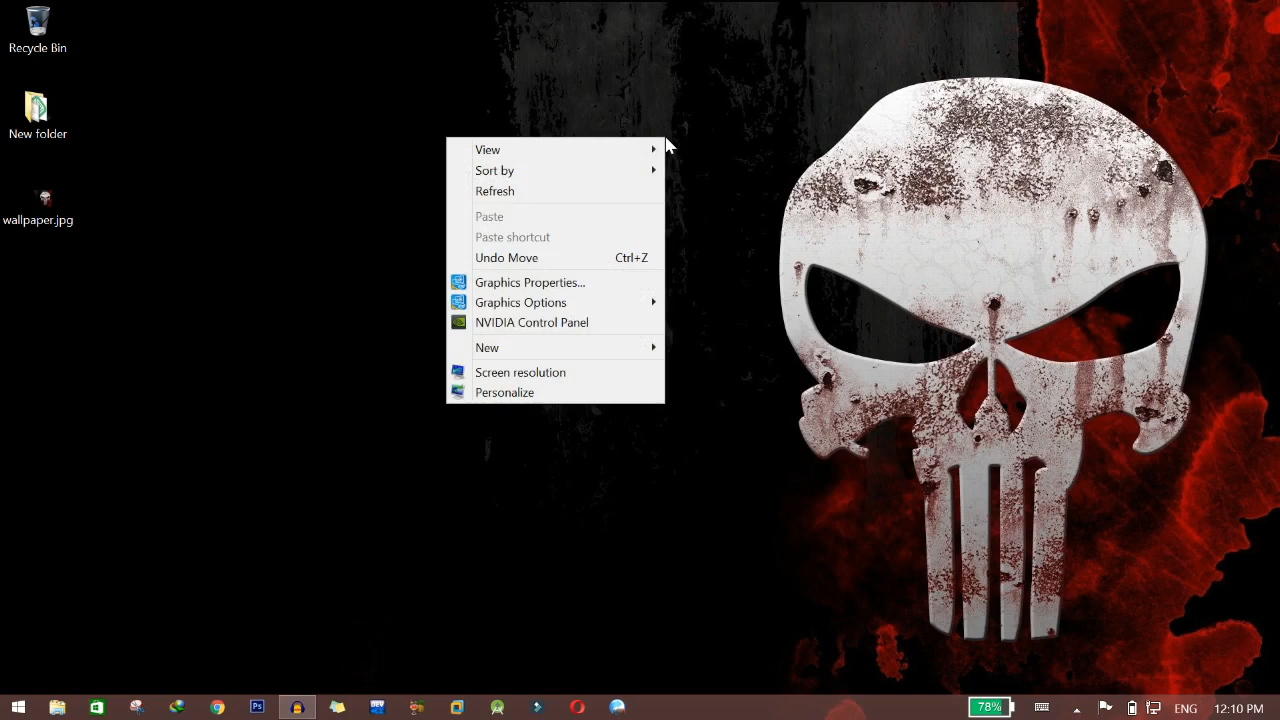 Recycle Bin
New folder
wallpaper.jpg
View
Sort by
Refresh
Paste
Paste shortcut
Undo Move Ctrl+Z
Graphics Properties...
Graphics Options
NVIDIA Control Panel
New
Screen resolution
Personalize
Ps
78%
ENG
12:10 PM